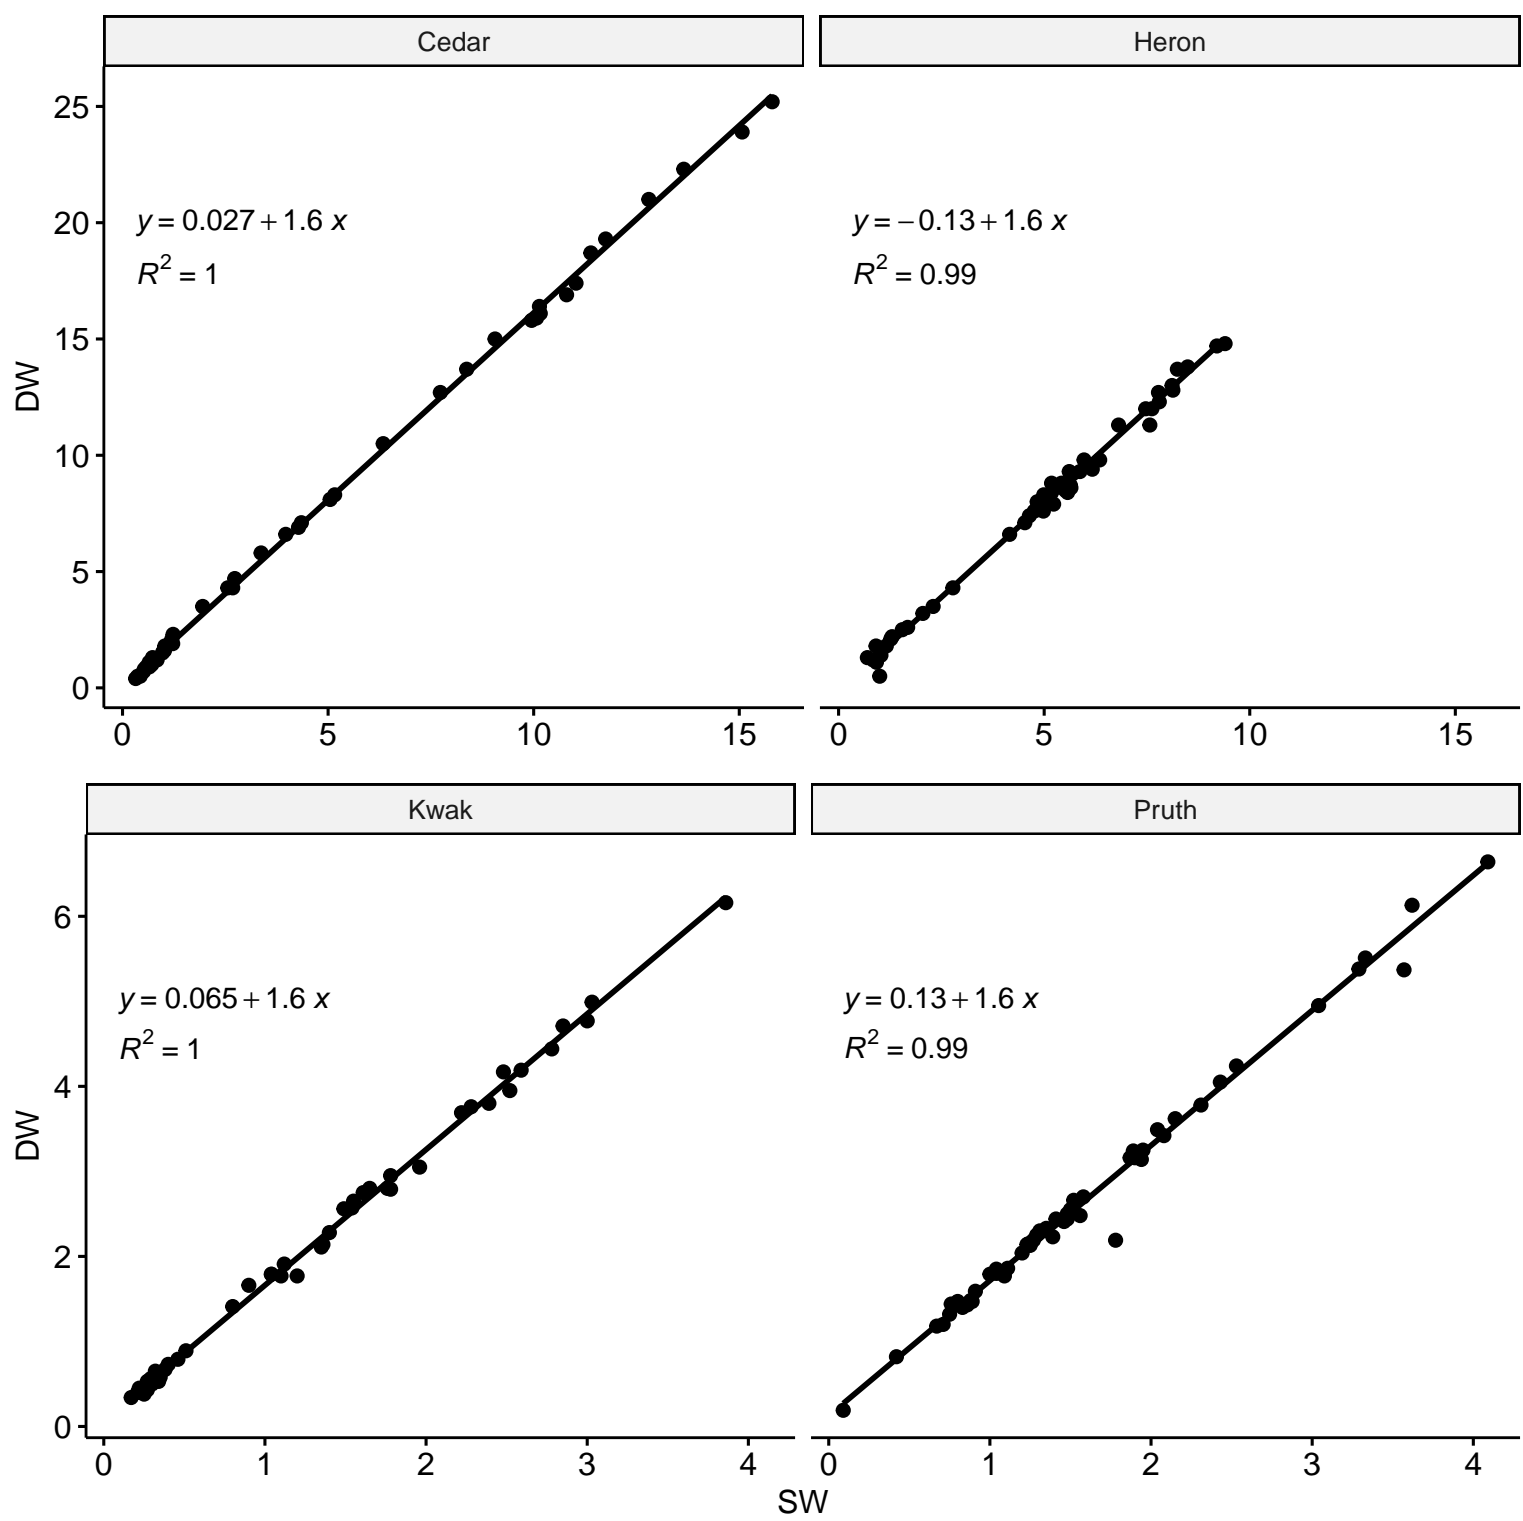 Cedar
Heron
DW
25
20
15
10
5
0
y = 0.027 + 1.6 x
R² = 1
y = −0.13 + 1.6 x
R² = 0.99
0 5 10 15
0 5 10 15
Kwak
Pruth
DW
6
4
2
0
y = 0.065 + 1.6 x
R² = 1
y = 0.13 + 1.6 x
R² = 0.99
0 1 2 3 4
0 1 2 3 4
SW